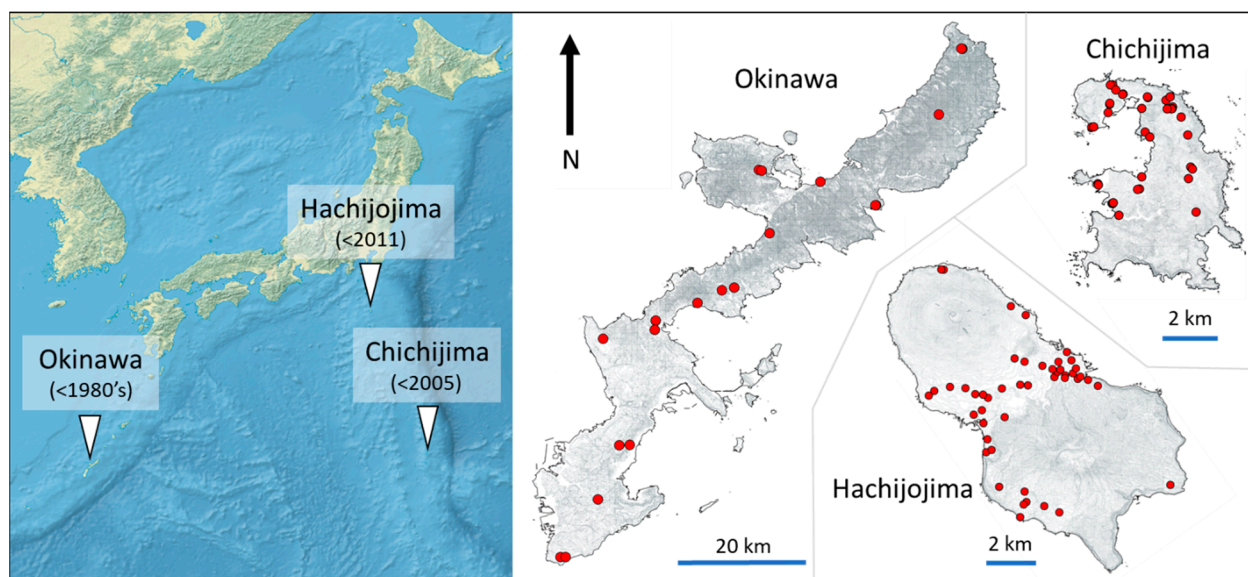 Hachijojima
(<2011)
Okinawa
(<1980's)
Chichijima
(<2005)
N
Okinawa
20 km
Chichijima
2 km
Hachijojima
2 km